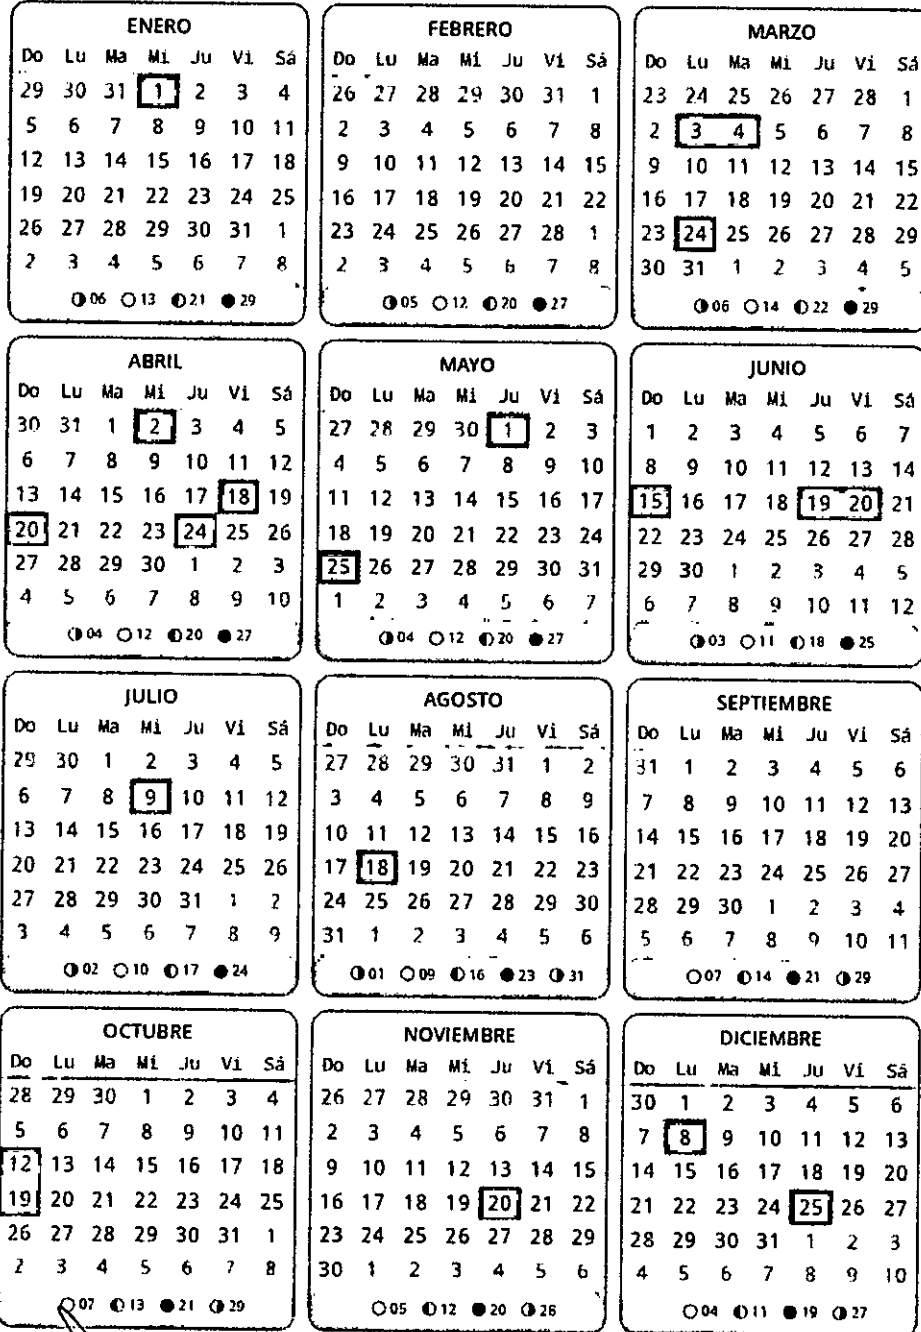 ENERO
Do Lu Ma Mi Ju Vi Sá
29 30 31 1 2 3 4
5 6 7 8 9 10 11
12 13 14 15 16 17 18
19 20 21 22 23 24 25
26 27 28 29 30 31 1
2 3 4 5 6 7 8
06 13 21 29
FEBRERO
Do Lu Ma Mi Ju Vi Sá
26 27 28 29 30 31 1
2 3 4 5 6 7 8
9 10 11 12 13 14 15
16 17 18 19 20 21 22
23 24 25 26 27 28 1
2 3 4 5 6 7 8
05 12 20 27
MARZO
Do Lu Ma Mi Ju Vi Sá
23 24 25 26 27 28 1
2 3 4 5 6 7 8
9 10 11 12 13 14 15
16 17 18 19 20 21 22
23 24 25 26 27 28 29
30 31 1 2 3 4 5
06 14 22 29
ABRIL
Do Lu Ma Mi Ju Vi Sá
30 31 1 2 3 4 5
6 7 8 9 10 11 12
13 14 15 16 17 18 19
20 21 22 23 24 25 26
27 28 29 30 1 2 3
4 5 6 7 8 9 10
04 12 20 27
MAYO
Do Lu Ma Mi Ju Vi Sá
27 28 29 30 1 2 3
4 5 6 7 8 9 10
11 12 13 14 15 16 17
18 19 20 21 22 23 24
25 26 27 28 29 30 31
1 2 3 4 5 6 7
04 12 20 27
JUNIO
Do Lu Ma Mi Ju Vi Sá
1 2 3 4 5 6 7
8 9 10 11 12 13 14
15 16 17 18 19 20 21
22 23 24 25 26 27 28
29 30 1 2 3 4 5
6 7 8 9 10 11 12
03 11 18 25
JULIO
Do Lu Ma Mi Ju Vi Sá
29 30 1 2 3 4 5
6 7 8 9 10 11 12
13 14 15 16 17 18 19
20 21 22 23 24 25 26
27 28 29 30 31 1 2
3 4 5 6 7 8 9
02 10 17 24
AGOSTO
Do Lu Ma Mi Ju Vi Sá
27 28 29 30 31 1 2
3 4 5 6 7 8 9
10 11 12 13 14 15 16
17 18 19 20 21 22 23
24 25 26 27 28 29 30
31 1 2 3 4 5 6
01 09 16 23 31
SEPTIEMBRE
Do Lu Ma Mi Ju Vi Sá
31 1 2 3 4 5 6
7 8 9 10 11 12 13
14 15 16 17 18 19 20
21 22 23 24 25 26 27
28 29 30 1 2 3 4
5 6 7 8 9 10 11
07 14 21 29
OCTUBRE
Do Lu Ma Mi Ju Vi Sá
28 29 30 1 2 3 4
5 6 7 8 9 10 11
12 13 14 15 16 17 18
19 20 21 22 23 24 25
26 27 28 29 30 31 1
2 3 4 5 6 7 8
07 13 21 29
NOVIEMBRE
Do Lu Ma Mi Ju Vi Sá
26 27 28 29 30 31 1
2 3 4 5 6 7 8
9 10 11 12 13 14 15
16 17 18 19 20 21 22
23 24 25 26 27 28 29
30 1 2 3 4 5 6
05 12 20 28
DICIEMBRE
Do Lu Ma Mi Ju Vi Sá
30 1 2 3 4 5 6
7 8 9 10 11 12 13
14 15 16 17 18 19 20
21 22 23 24 25 26 27
28 29 30 31 1 2 3
4 5 6 7 8 9 10
04 11 19 27